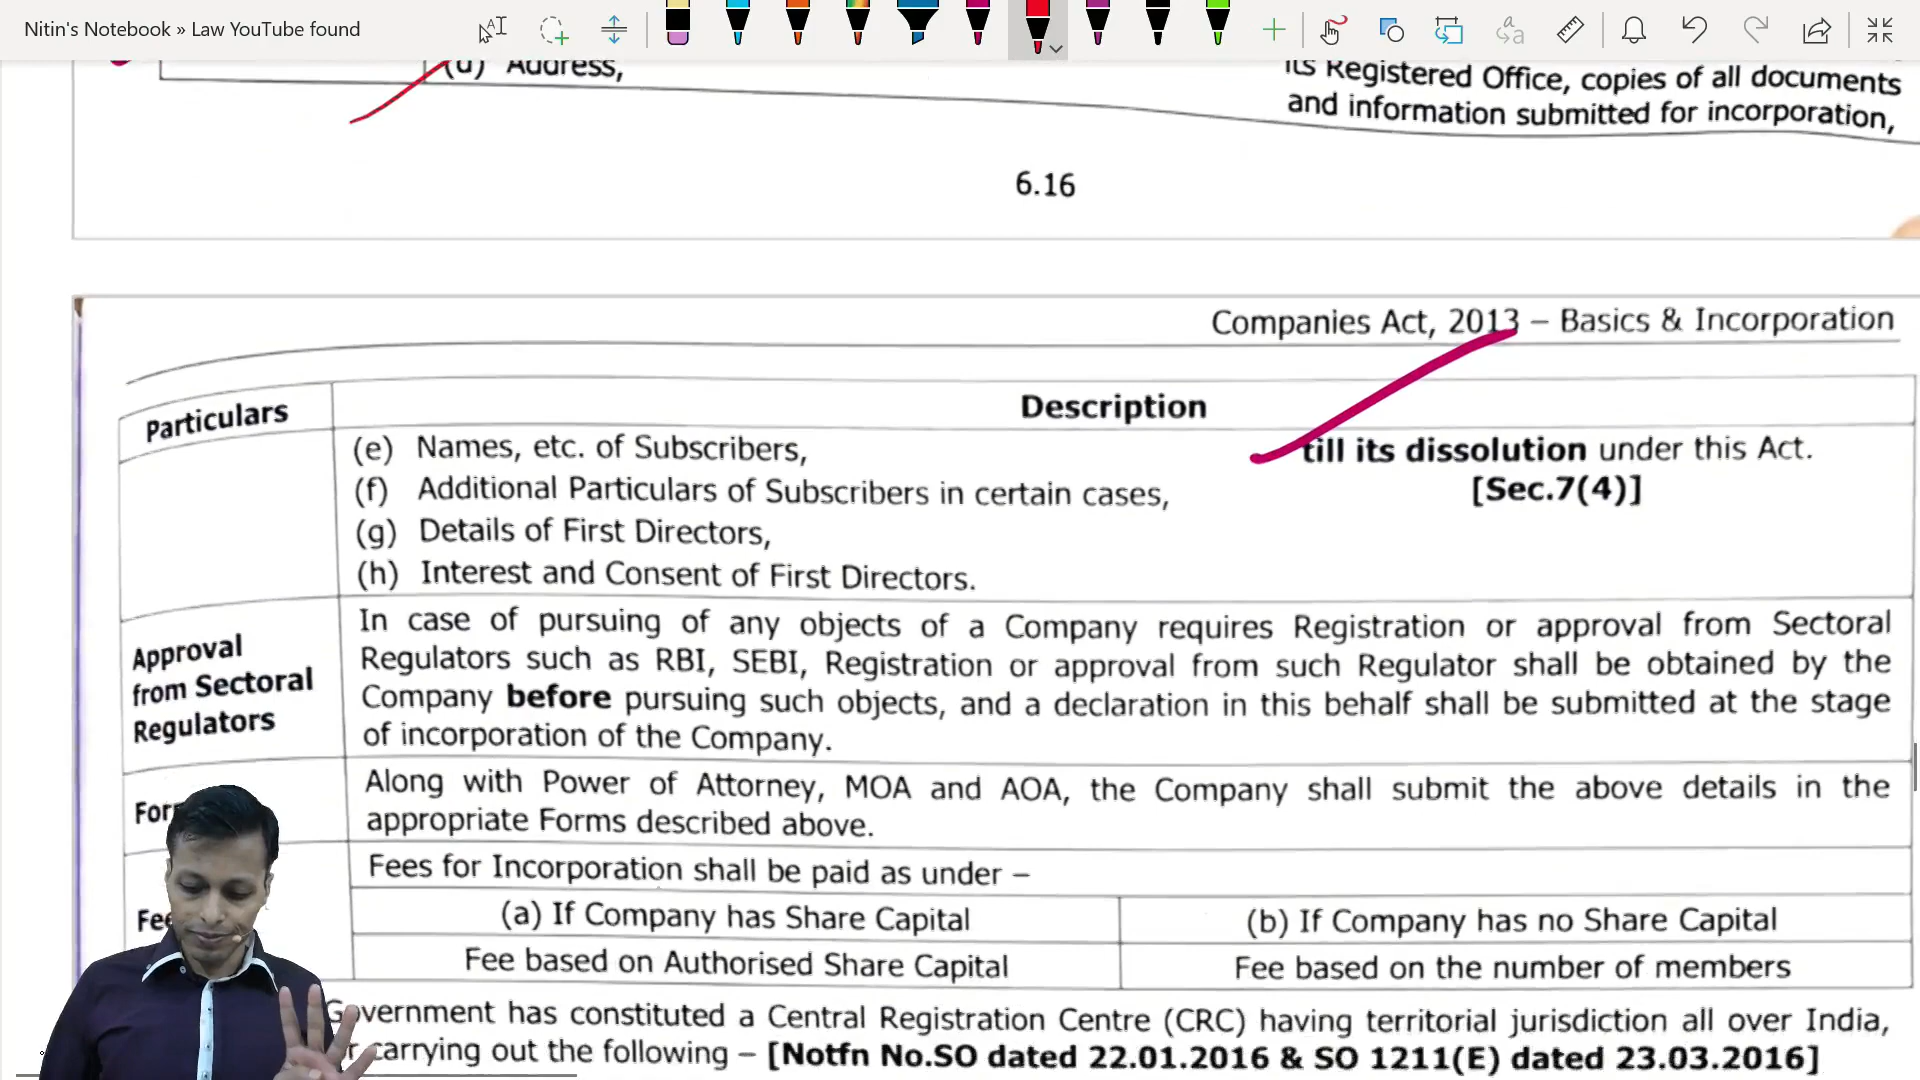 Nitin's Notebook » Law YouTube found
(d) Address,
its Registered Office, copies of all documents
and information submitted for incorporation,
6.16
Companies Act, 2013 – Basics & Incorporation
Particulars
Description
(e) Names, etc. of Subscribers,
(f) Additional Particulars of Subscribers in certain cases,
(g) Details of First Directors,
(h) Interest and Consent of First Directors.
till its dissolution under this Act.
[Sec.7(4)]
Approval
from Sectoral
Regulators
In case of pursuing of any objects of a Company requires Registration or approval from Sectoral
Regulators such as RBI, SEBI, Registration or approval from such Regulator shall be obtained by the
Company before pursuing such objects, and a declaration in this behalf shall be submitted at the stage
of incorporation of the Company.
Along with Power of Attorney, MOA and AOA, the Company shall submit the above details in the
appropriate Forms described above.
Fees for Incorporation shall be paid as under –
(a) If Company has Share Capital
(b) If Company has no Share Capital
Fee based on Authorised Share Capital
Fee based on the number of members
Government has constituted a Central Registration Centre (CRC) having territorial jurisdiction all over India,
carrying out the following – [Notfn No.SO dated 22.01.2016 & SO 1211(E) dated 23.03.2016]